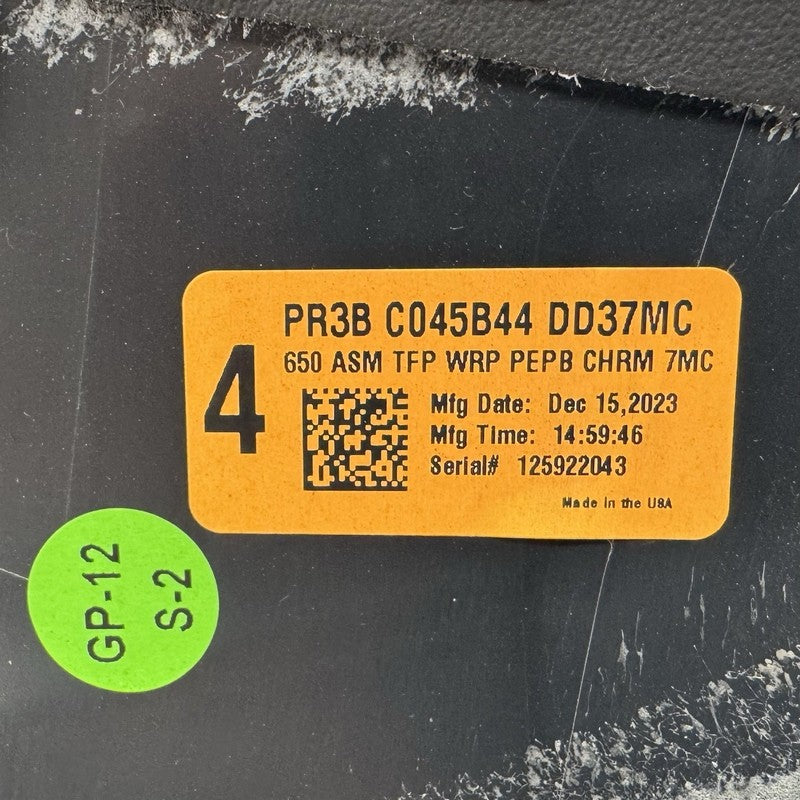 4
PR3B C045B44 DD37MC
650 ASM TFP WRP PEPB CHRM 7MC
Mfg Date: Dec 15,2023
Mfg Time: 14:59:46
Serial# 125922043
Made in the USA
GP-12
S-2